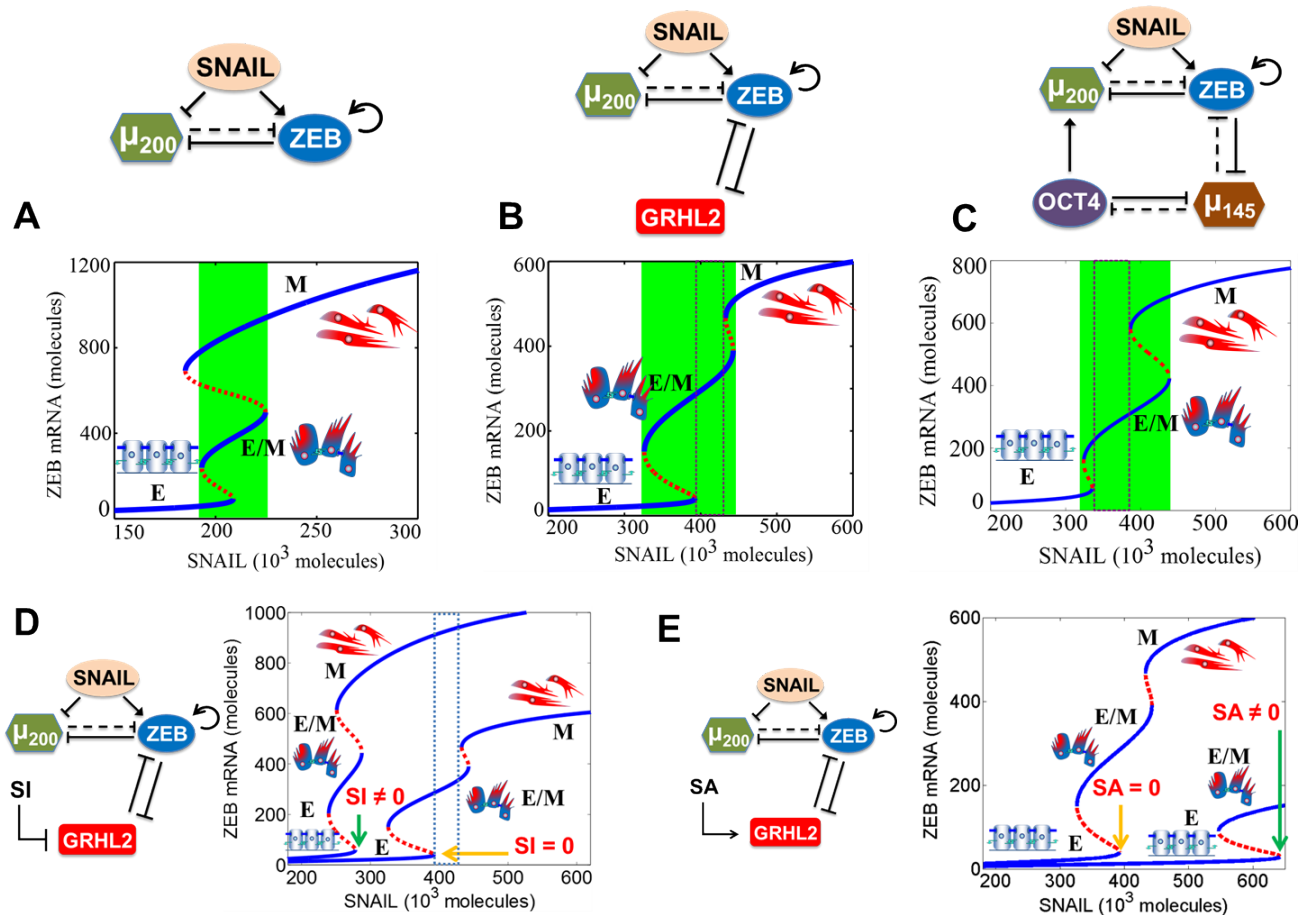 SNAIL
μ200
ZEB
SNAIL
μ200
ZEB
GRHL2
SNAIL
μ200
ZEB
OCT4
μ145
A
1200
800
400
0
ZEB mRNA (molecules)
M
E/M
E
150 200 250 300
SNAIL (10³ molecules)
B
600
400
200
0
ZEB mRNA (molecules)
M
E/M
E
200 300 400 500 600
SNAIL (10³ molecules)
C
800
600
400
200
0
ZEB mRNA (molecules)
M
E/M
E
200 300 400 500 600
SNAIL (10³ molecules)
D
SNAIL
μ200
ZEB
SI
GRHL2
1000
800
600
400
200
0
ZEB mRNA (molecules)
M
E/M
M
SI ≠ 0
E/M
E
E
SI = 0
200 300 400 500 600
SNAIL (10³ molecules)
E
SNAIL
μ200
ZEB
SA
GRHL2
600
400
200
0
ZEB mRNA (molecules)
M
E/M
SA ≠ 0
E/M
SA = 0
E
E
200 300 400 500 600
SNAIL (10³ molecules)